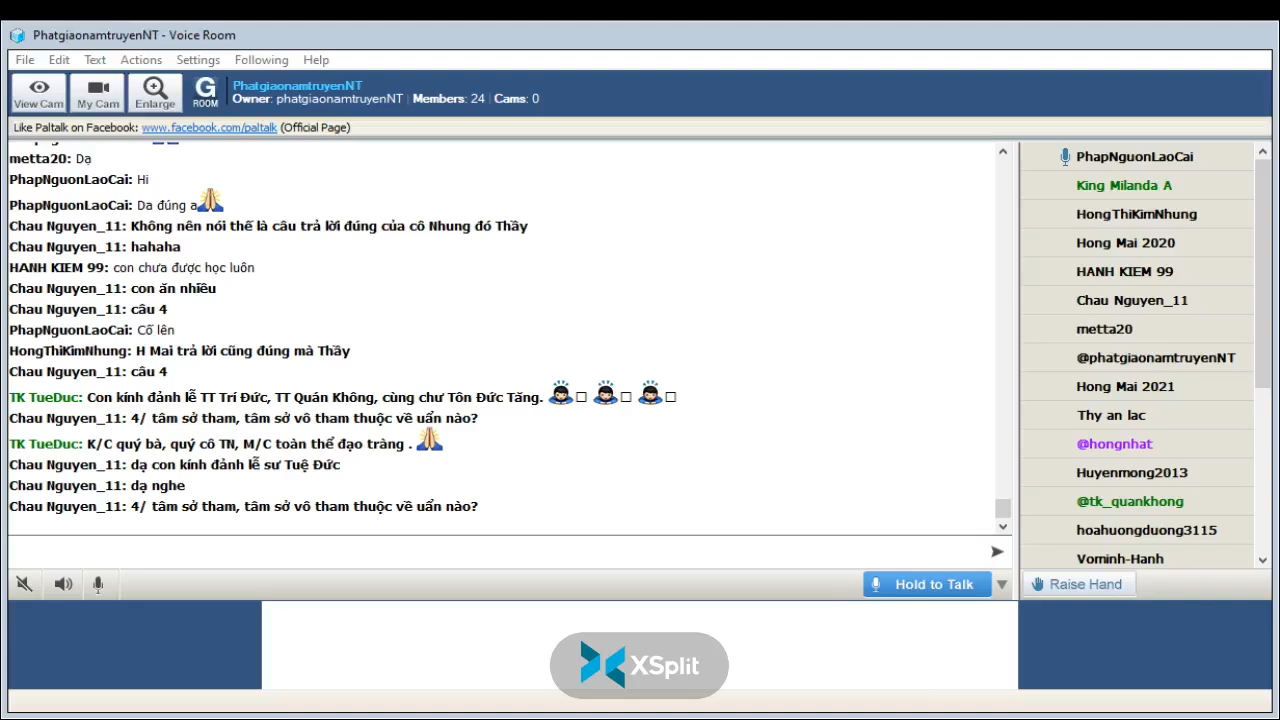 PhatgiaonamtruyenNT - Voice Room
File Edit Text Actions Settings Following Help
View Cam
My Cam
Enlarge
G ROOM
PhatgiaonamtruyenNT
Owner: phatgiaonamtruyenNT | Members: 24 | Cams: 0
Like Paltalk on Facebook: www.facebook.com/paltalk (Official Page)
metta20: Dạ
PhapNguonLaoCai: Hi
PhapNguonLaoCai: Da đúng a
Chau Nguyen_11: Không nên nói thế là câu trả lời đúng của cô Nhung đó Thầy
Chau Nguyen_11: hahaha
HANH KIEM 99: con chưa được học luôn
Chau Nguyen_11: con ăn nhiều
Chau Nguyen_11: câu 4
PhapNguonLaoCai: Cố lên
HongThiKimNhung: H Mai trả lời cũng đúng mà Thầy
Chau Nguyen_11: câu 4
TK TueDuc: Con kính đảnh lễ TT Trí Đức, TT Quán Không, cùng chư Tôn Đức Tăng.
Chau Nguyen_11: 4/ tâm sở tham, tâm sở vô tham thuộc về uẩn nào?
TK TueDuc: K/C quý bà, quý cô TN, M/C toàn thể đạo tràng .
Chau Nguyen_11: dạ con kính đảnh lễ sư Tuệ Đức
Chau Nguyen_11: dạ nghe
Chau Nguyen_11: 4/ tâm sở tham, tâm sở vô tham thuộc về uẩn nào?
PhapNguonLaoCai
King Milanda A
HongThiKimNhung
Hong Mai 2020
HANH KIEM 99
Chau Nguyen_11
metta20
@phatgiaonamtruyenNT
Hong Mai 2021
Thy an lac
@hongnhat
Huyenmong2013
@tk_quankhong
hoahuongduong3115
Vominh-Hanh
Hold to Talk
Raise Hand
XSplit